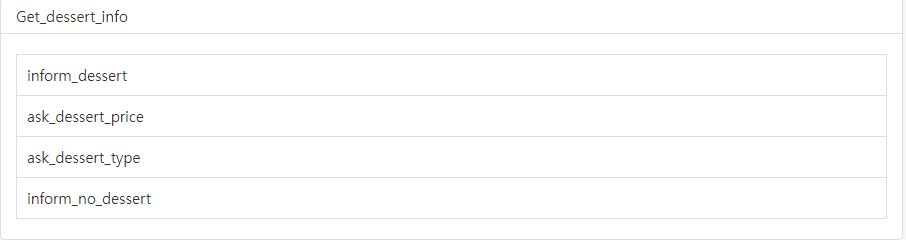 Get_dessert_info
inform_dessert
ask_dessert_price
ask_dessert_type
inform_no_dessert